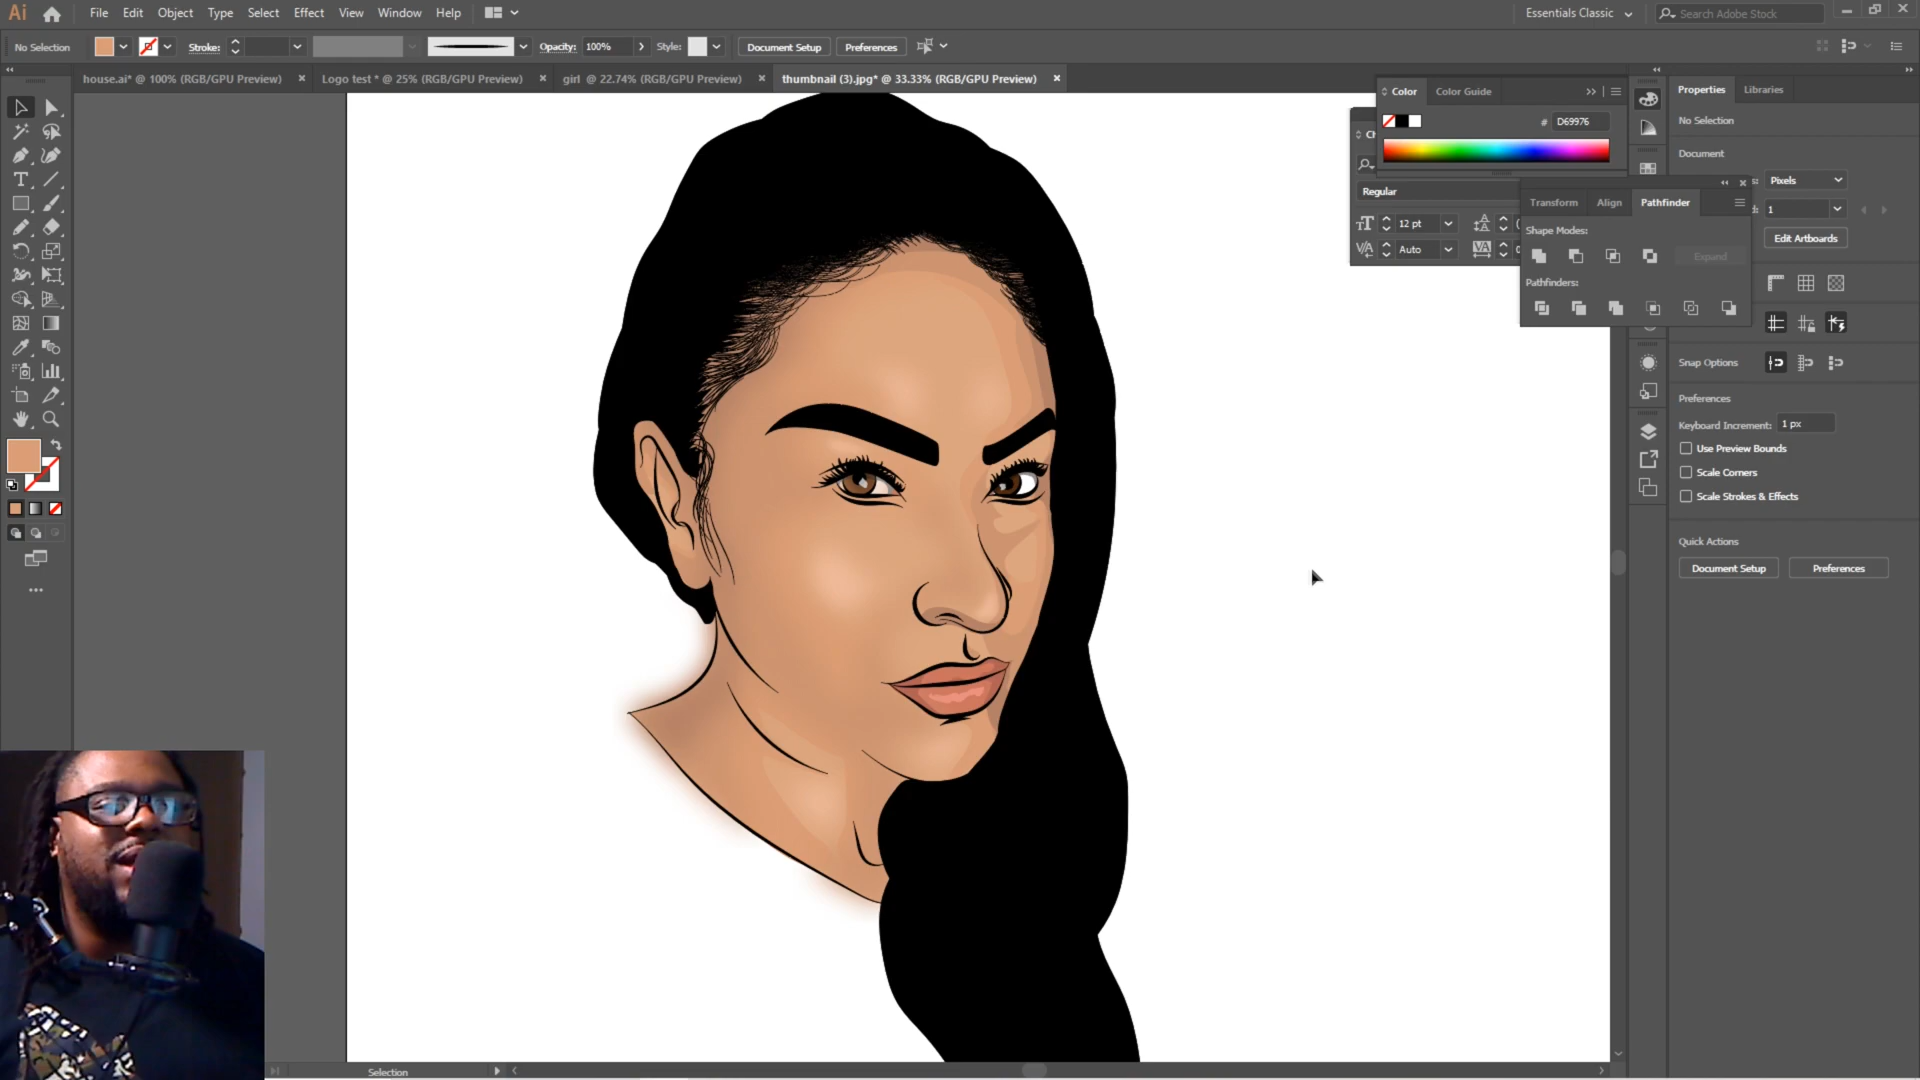 Ai File Edit Object Type Select Effect View Window Help Essentials Classic Search Adobe Stock
No Selection Stroke: Opacity: 100% Style: Document Setup Preferences
house.ai* @ 100% (RGB/GPU Preview) Logo test * @ 25% (RGB/GPU Preview) girl @ 22.74% (RGB/GPU Preview) thumbnail (3).jpg* @ 33.33% (RGB/GPU Preview)
Color Color Guide
# D69976
Regular
12 pt
Auto
Transform Align Pathfinder
Shape Modes:
Expand
Pathfinders:
Properties Libraries
No Selection
Document
Pixels
1
Edit Artboards
Snap Options
Preferences
Keyboard Increment: 1 px
Use Preview Bounds
Scale Corners
Scale Strokes & Effects
Quick Actions
Document Setup Preferences
Selection